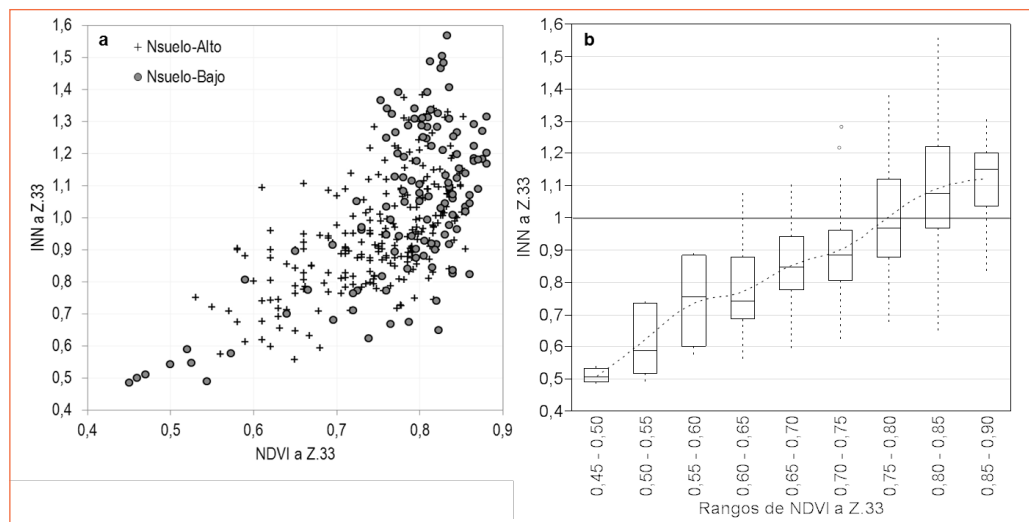 a
Nsuelo-Alto
Nsuelo-Bajo
1,6
1,5
1,4
1,3
1,2
1,1
1,0
0,9
0,8
0,7
0,6
0,5
0,4
INN a Z.33
0,4
0,5
0,6
0,7
0,8
0,9
NDVI a Z.33
b
1,6
1,5
1,4
1,3
1,2
1,1
1
0,9
0,8
0,7
0,6
0,5
0,4
INN a Z.33
0,45 - 0,50
0,50 - 0,55
0,55 - 0,60
0,60 - 0,65
0,65 - 0,70
0,70 - 0,75
0,75 - 0,80
0,80 - 0,85
0,85 - 0,90
Rangos de NDVI a Z.33